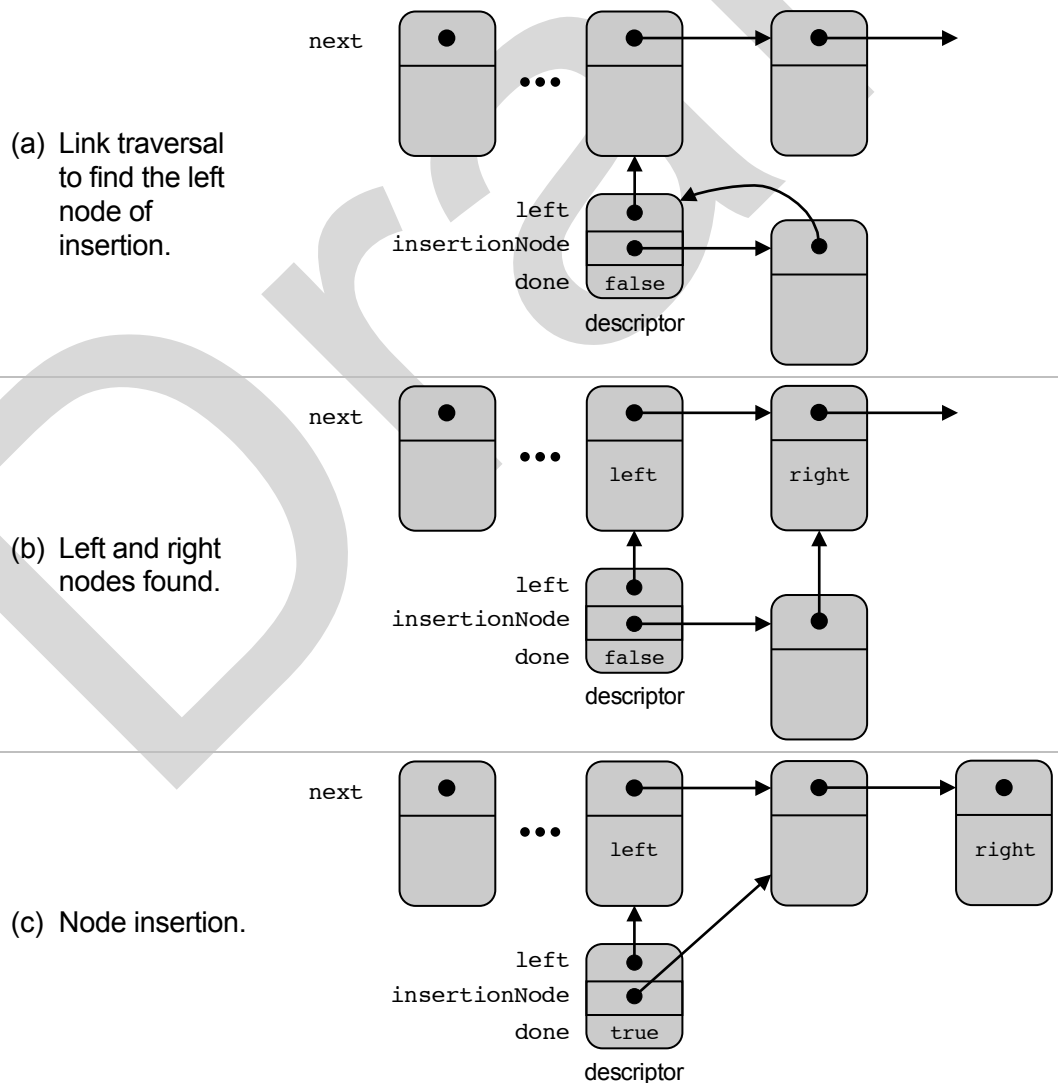 next
(a) Link traversal
to find the left
node of
insertion.
left
insertionNode
done
false
descriptor
next
left
right
(b) Left and right
nodes found.
left
insertionNode
done
false
descriptor
next
left
right
(c) Node insertion.
left
insertionNode
done
true
descriptor
Draft